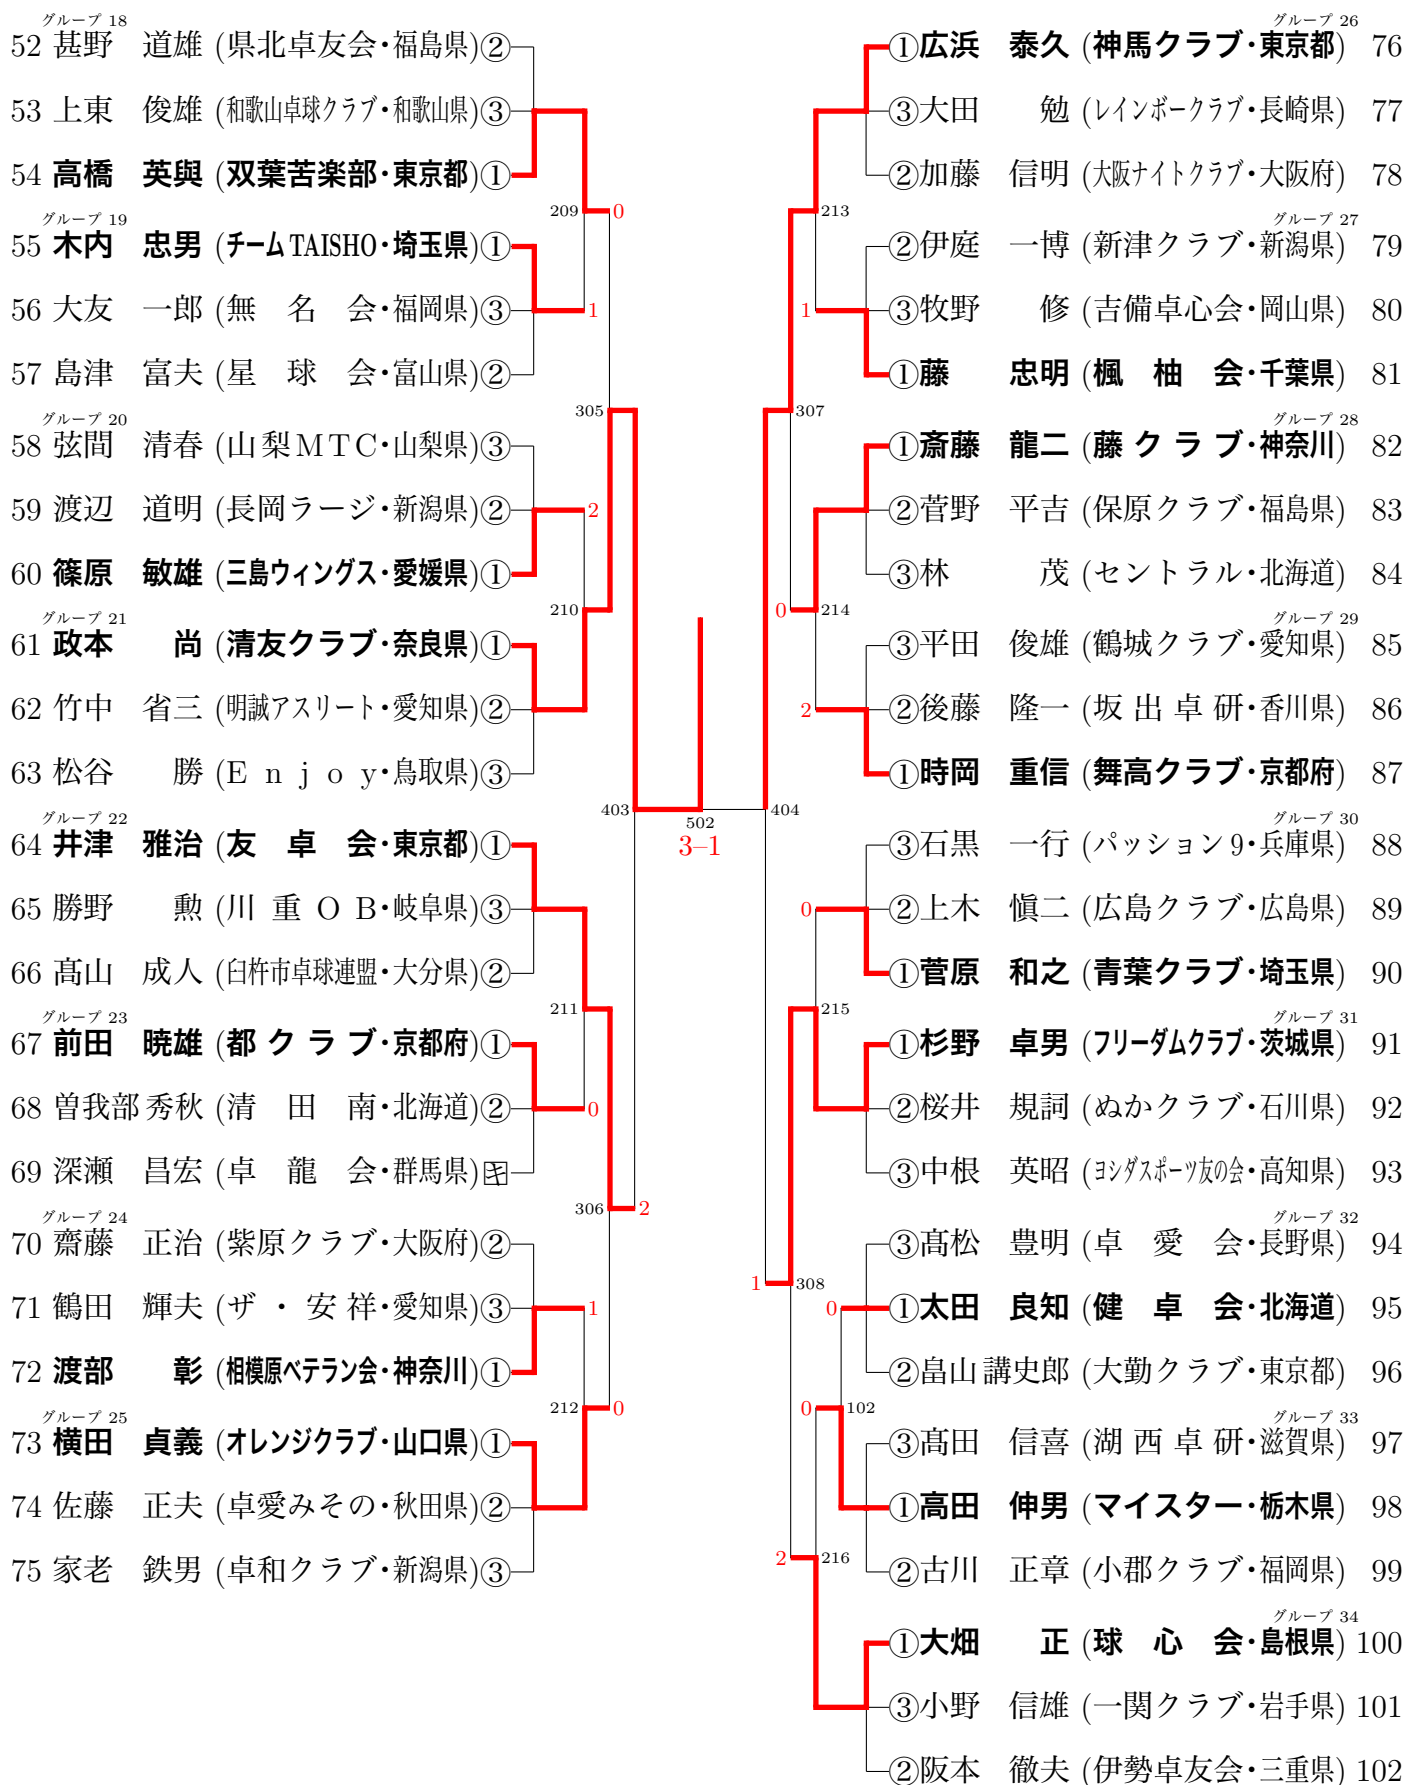 グループ 18
52 甚野 道雄 (県北卓友会・福島県)②
53 上東 俊雄 (和歌山卓球クラブ・和歌山県)③
54 高橋 英與 (双葉苦楽部・東京都)①
209 0
グループ 19
55 木内 忠男 (チームTAISHO・埼玉県)①
56 大友 一郎 (無名会・福岡県)③
1
57 島津 富夫 (星球会・富山県)②
305
グループ 20
58 弦間 清春 (山梨MTC・山梨県)③
59 渡辺 道明 (長岡ラージ・新潟県)②
2
60 篠原 敏雄 (三島ウィングス・愛媛県)①
210
グループ 21
61 政本 尚 (清友クラブ・奈良県)①
62 竹中 省三 (明誠アスリート・愛知県)②
63 松谷 勝 (Enjoy・鳥取県)③
403
グループ 22
64 井津 雅治 (友卓会・東京都)①
65 勝野 勲 (川重OB・岐阜県)③
66 髙山 成人 (臼杵市卓球連盟・大分県)②
211
グループ 23
67 前田 暁雄 (都クラブ・京都府)①
68 曽我部 秀秋 (清田南・北海道)②
0
69 深瀬 昌宏 (卓龍会・群馬県)キ
306 2
グループ 24
70 齋藤 正治 (紫原クラブ・大阪府)②
71 鶴田 輝夫 (ザ・安祥・愛知県)③
1
72 渡部 彰 (相模原ベテラン会・神奈川)①
212 0
グループ 25
73 横田 貞義 (オレンジクラブ・山口県)①
74 佐藤 正夫 (卓愛みその・秋田県)②
75 家老 鉄男 (卓和クラブ・新潟県)③
502
3–1
グループ 26
①広浜 泰久 (神馬クラブ・東京都) 76
③大田 勉 (レインボークラブ・長崎県) 77
②加藤 信明 (大阪ナイトクラブ・大阪府) 78
213
グループ 27
②伊庭 一博 (新津クラブ・新潟県) 79
1
③牧野 修 (吉備卓心会・岡山県) 80
①藤 忠明 (楓柚会・千葉県) 81
307
グループ 28
①斎藤 龍二 (藤クラブ・神奈川) 82
②菅野 平吉 (保原クラブ・福島県) 83
③林 茂 (セントラル・北海道) 84
0 214
グループ 29
③平田 俊雄 (鶴城クラブ・愛知県) 85
2
②後藤 隆一 (坂出卓研・香川県) 86
①時岡 重信 (舞高クラブ・京都府) 87
404
グループ 30
③石黒 一行 (パッション9・兵庫県) 88
0
②上木 愼二 (広島クラブ・広島県) 89
①菅原 和之 (青葉クラブ・埼玉県) 90
215
グループ 31
①杉野 卓男 (フリーダムクラブ・茨城県) 91
②桜井 規詞 (ぬかクラブ・石川県) 92
③中根 英昭 (ヨシダスポーツ友の会・高知県) 93
グループ 32
③髙松 豊明 (卓愛会・長野県) 94
1 308
0
①太田 良知 (健卓会・北海道) 95
②畠山 講史郎 (大勤クラブ・東京都) 96
0 102
グループ 33
③髙田 信喜 (湖西卓研・滋賀県) 97
①高田 伸男 (マイスター・栃木県) 98
2 216
②古川 正章 (小郡クラブ・福岡県) 99
グループ 34
①大畑 正 (球心会・島根県) 100
③小野 信雄 (一関クラブ・岩手県) 101
②阪本 徹夫 (伊勢卓友会・三重県) 102